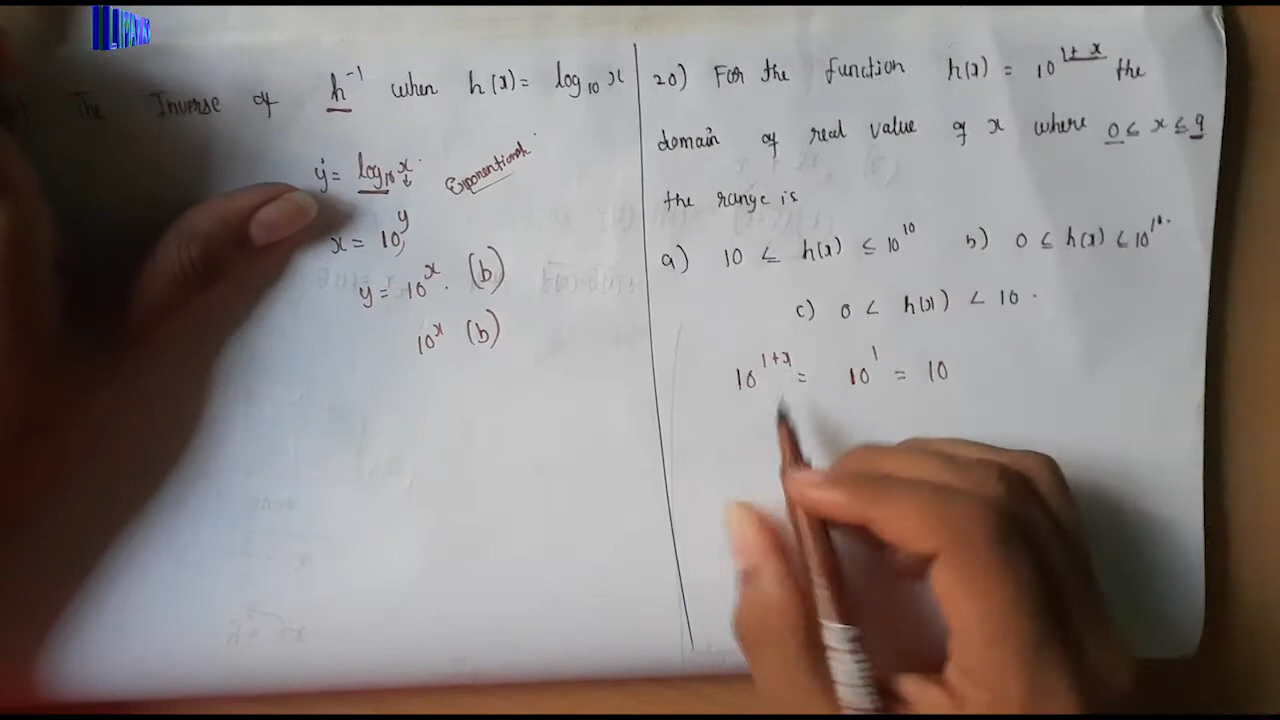 The Inverse of h⁻¹ when h(x) = log₁₀ x
y = log₁₀ x.
Exponential.
x = 10^y
y = 10^x. (b)
10^x (b)
20) For the function h(x) = 10^{1+x} the
domain of real value of x where 0 ≤ x ≤ 9
the range is
a) 10 ≤ h(x) ≤ 10^10 b) 0 ≤ h(x) ≤ 10^10.
c) 0 < h(x) < 10.
10^{1+x} = 10^1 = 10